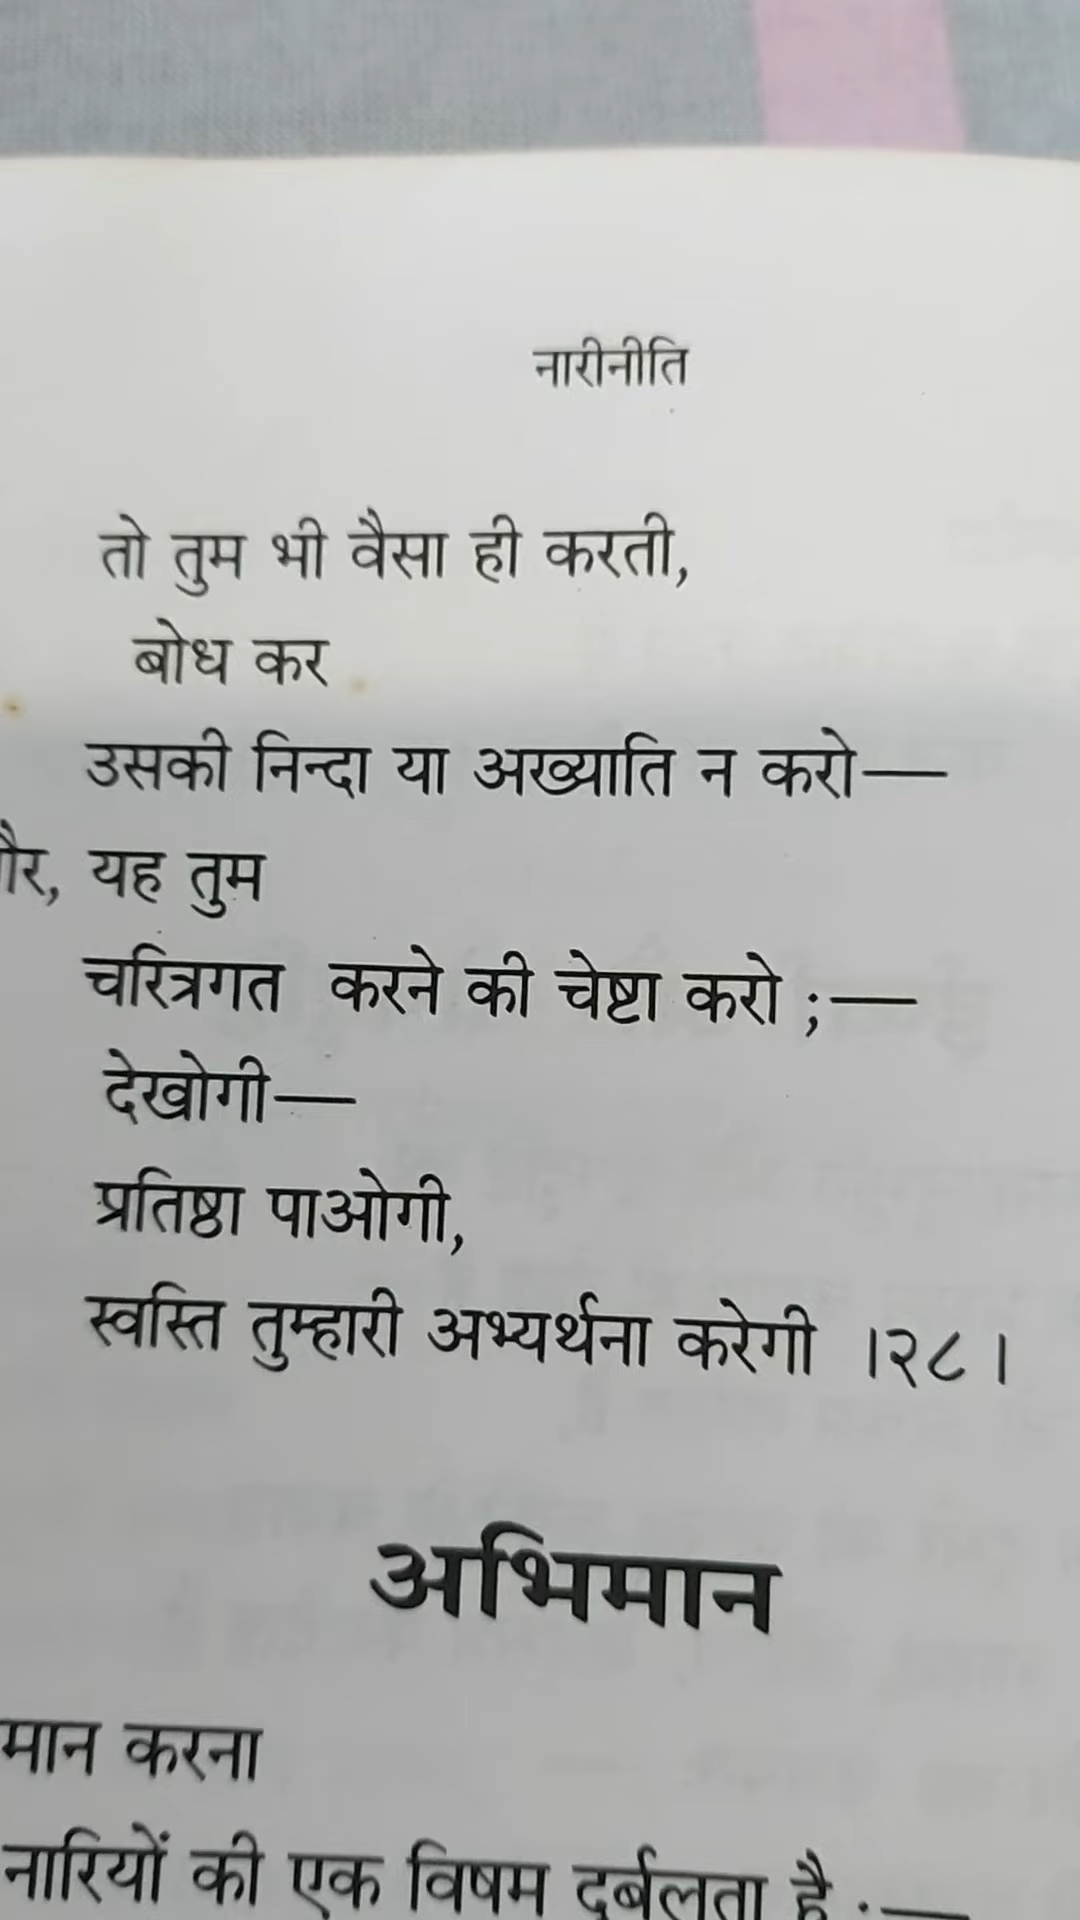 नारीनीति
तो तुम भी वैसा ही करती,
बोध कर
उसकी निन्दा या अख्याति न करो—
यह तुम
चरित्रगत करने की चेष्टा करो ;—
देखोगी—
प्रतिष्ठा पाओगी,
स्वस्ति तुम्हारी अभ्यर्थना करेगी ।२८।
अभिमान
मान करना
नारियों की एक विषम दुर्बलता है